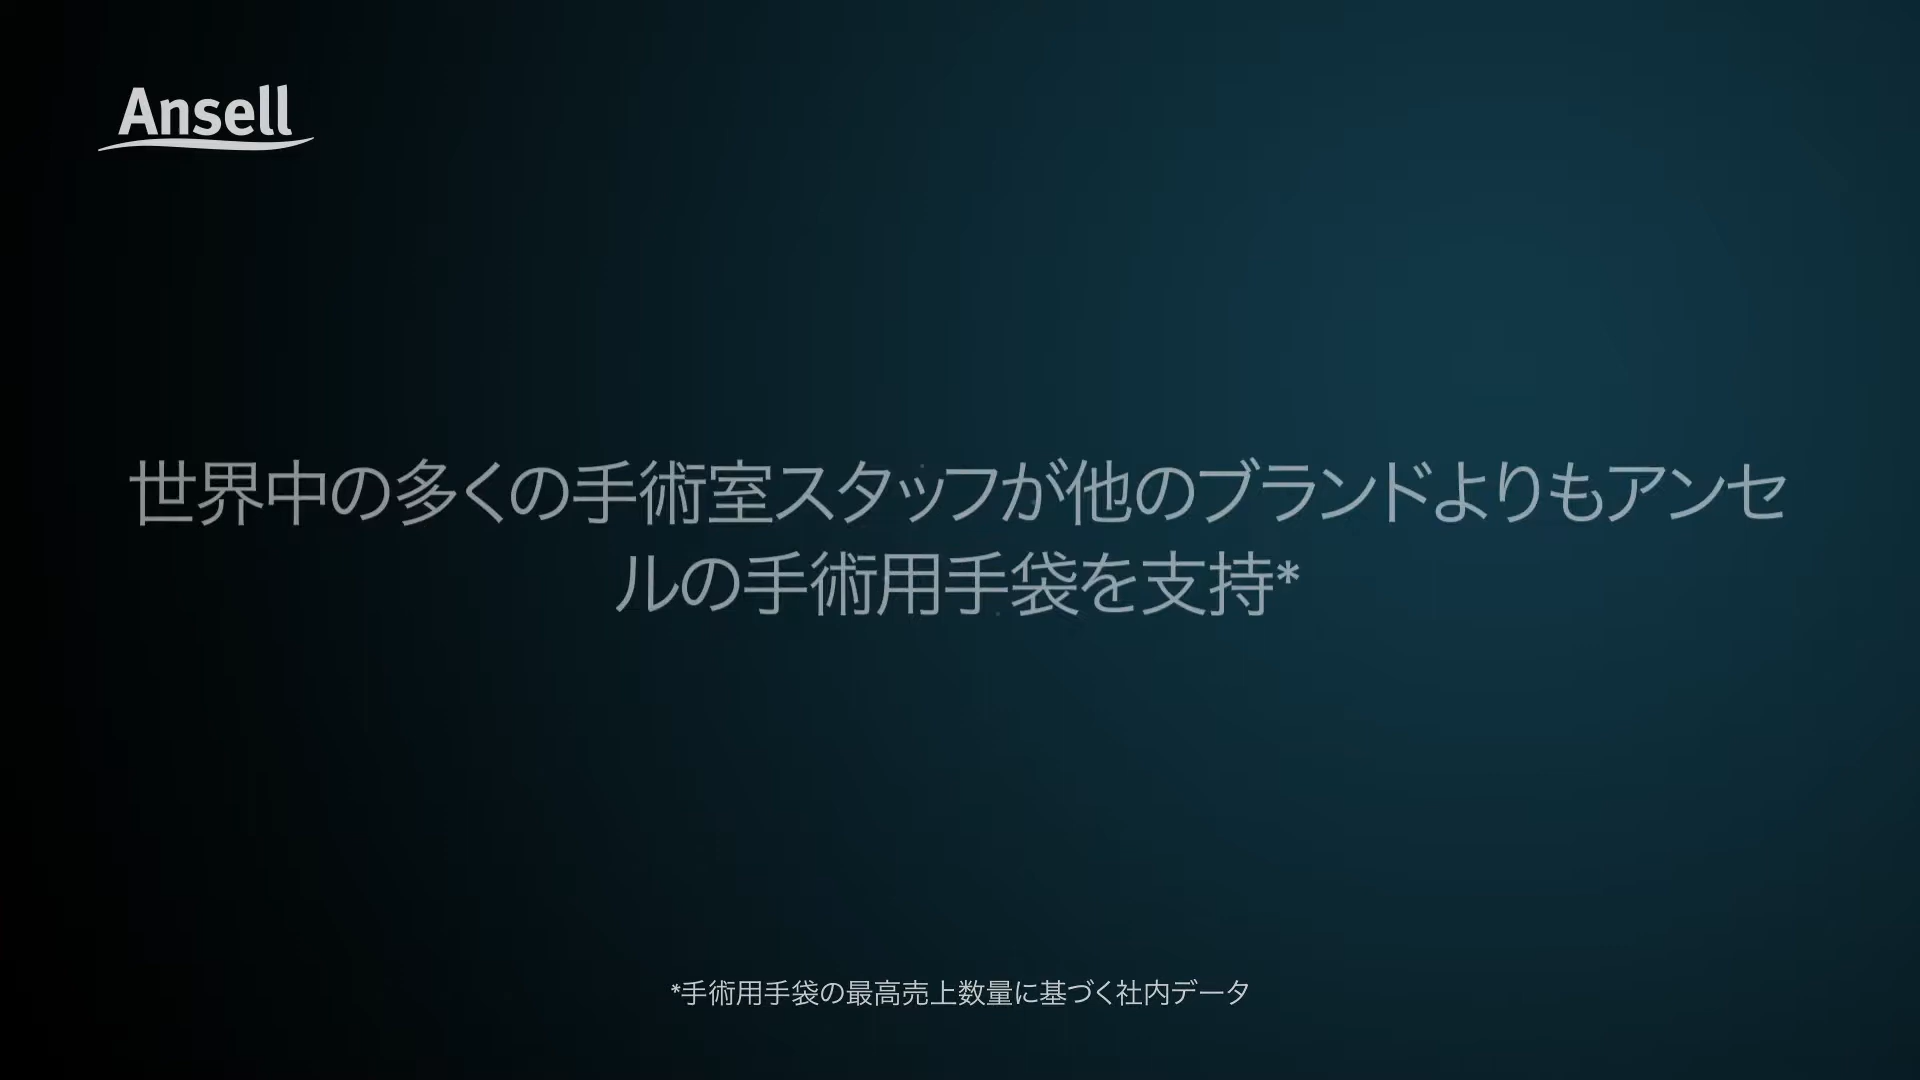 Ansell
世界中の多くの手術室スタッフが他のブランドよりもアンセ
ルの手術用手袋を支持*
*手術用手袋の最高売上数量に基づく社内データ